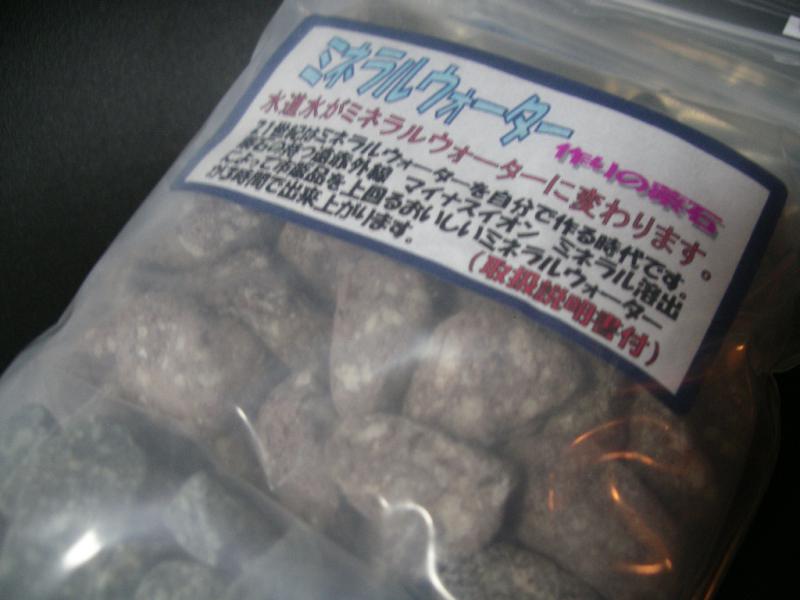 ミネラルウォーター
作りの薬石
水道水がミネラルウォーターに変わります。
21世紀はミネラルウォーターを自分で作る時代です。
薬石の放つ遠赤外線 マイナスイオン ミネラル溶出
によって市販品を上回るおいしいミネラルウォーター
が3時間で出来上がります。
(取扱説明書付)